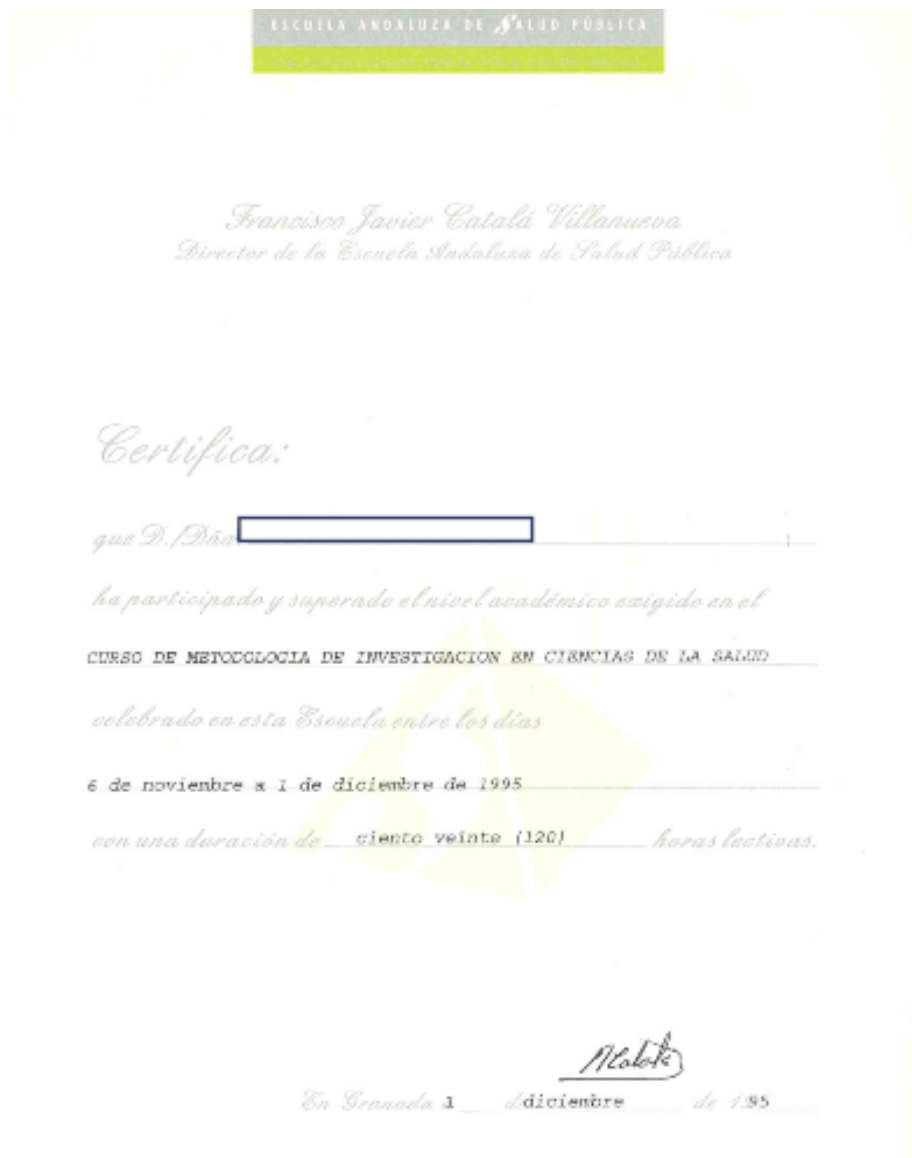 ESCUELA ANDALUZA DE SALUD PÚBLICA
Francisco Javier Catalá Villanueva
Director de la Escuela Andaluza de Salud Pública
Certifica:
que D./Dña
ha participado y superado el nivel académico exigido en el
CURSO DE METODOLOGIA DE INVESTIGACION EN CIENCIAS DE LA SALUD
celebrado en esta Escuela entre los días
6 de noviembre a 1 de diciembre de 1995
con una duración de ciento veinte (120) horas lectivas.
En Granada 1 d diciembre de 1.95